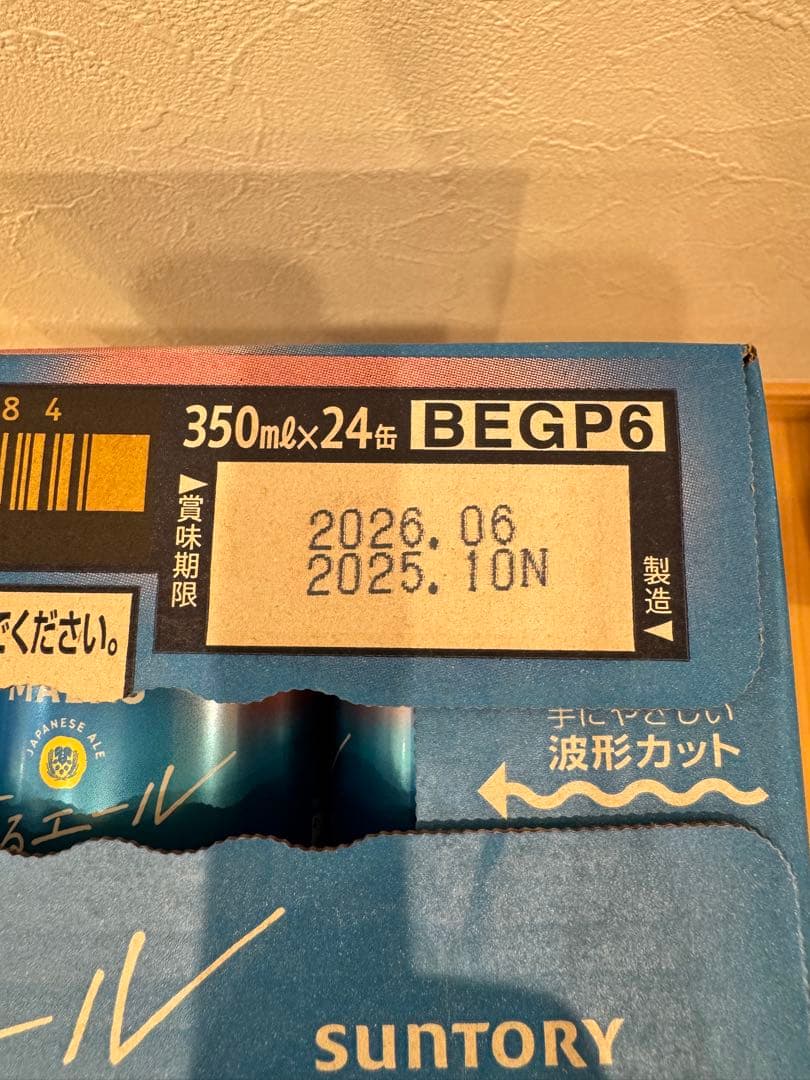 84
350ml×24缶 BEGP6
▶賞味期限
2026.06
2025.10N
製造◀
でください。
JAPANESE ALE
るエール
手にやさしい
波形カット
ール
SUNTORY